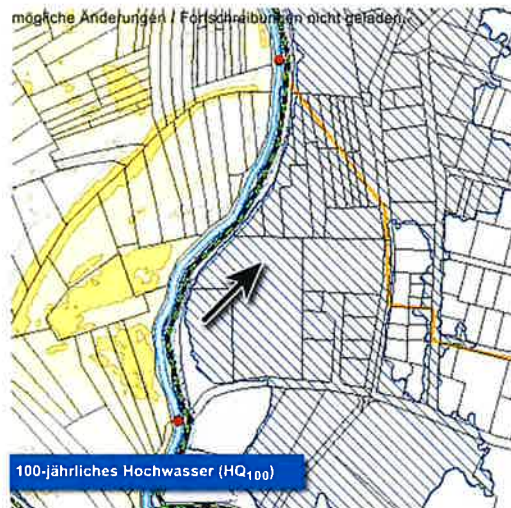 mögliche Änderungen / Fortschreibungen nicht geladen.
100-jährliches Hochwasser (HQ100)